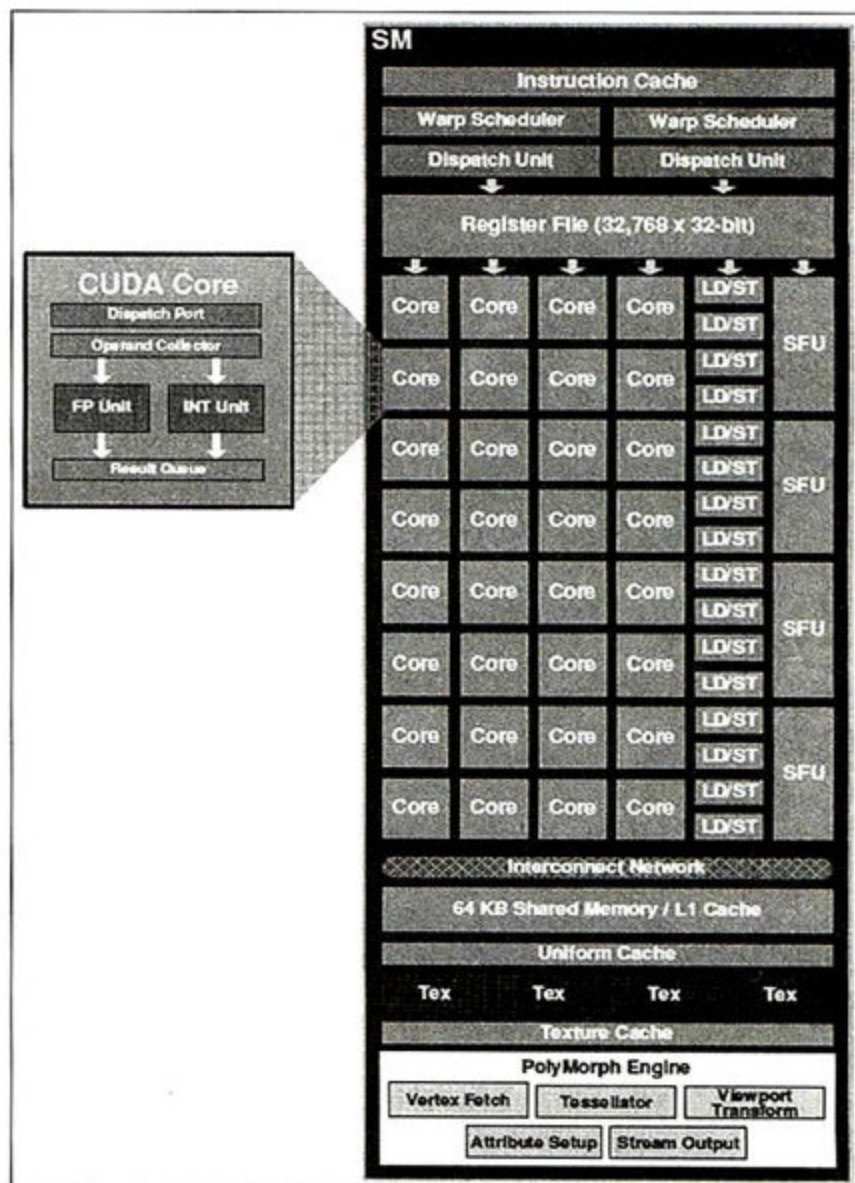 SM
Instruction Cache
Warp Scheduler Warp Scheduler
Dispatch Unit Dispatch Unit
Register File (32,768 x 32-bit)
CUDA Core
Dispatch Port
Operand Collector
FP Unit INT Unit
Result Queue
Core Core Core Core LD/ST SFU
LD/ST
Core Core Core Core LD/ST
LD/ST
Core Core Core Core LD/ST SFU
LD/ST
Core Core Core Core LD/ST
LD/ST
Core Core Core Core LD/ST SFU
LD/ST
Core Core Core Core LD/ST
LD/ST
Core Core Core Core LD/ST SFU
LD/ST
Core Core Core Core LD/ST
LD/ST
Interconnect Network
64 KB Shared Memory / L1 Cache
Uniform Cache
Tex Tex Tex Tex
Texture Cache
PolyMorph Engine
Vertex Fetch Tessellator Viewport
Transform
Attribute Setup Stream Output